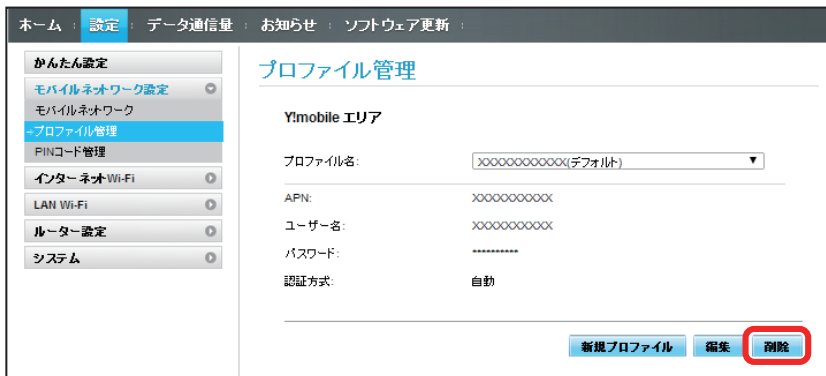 ホーム : 設定 : データ通信量 : お知らせ : ソフトウェア更新 :
かんたん設定
モバイルネットワーク設定
モバイルネットワーク
→プロファイル管理
PINコード管理
インターネットWi-Fi
LAN Wi-Fi
ルーター設定
システム
プロファイル管理
Y!mobile エリア
プロファイル名: XXXXXXXXXXXX(デフォルト) ▼
APN: XXXXXXXXXXX
ユーザー名: XXXXXXXXXXX
パスワード: **********
認証方式: 自動
新規プロファイル 編集 削除